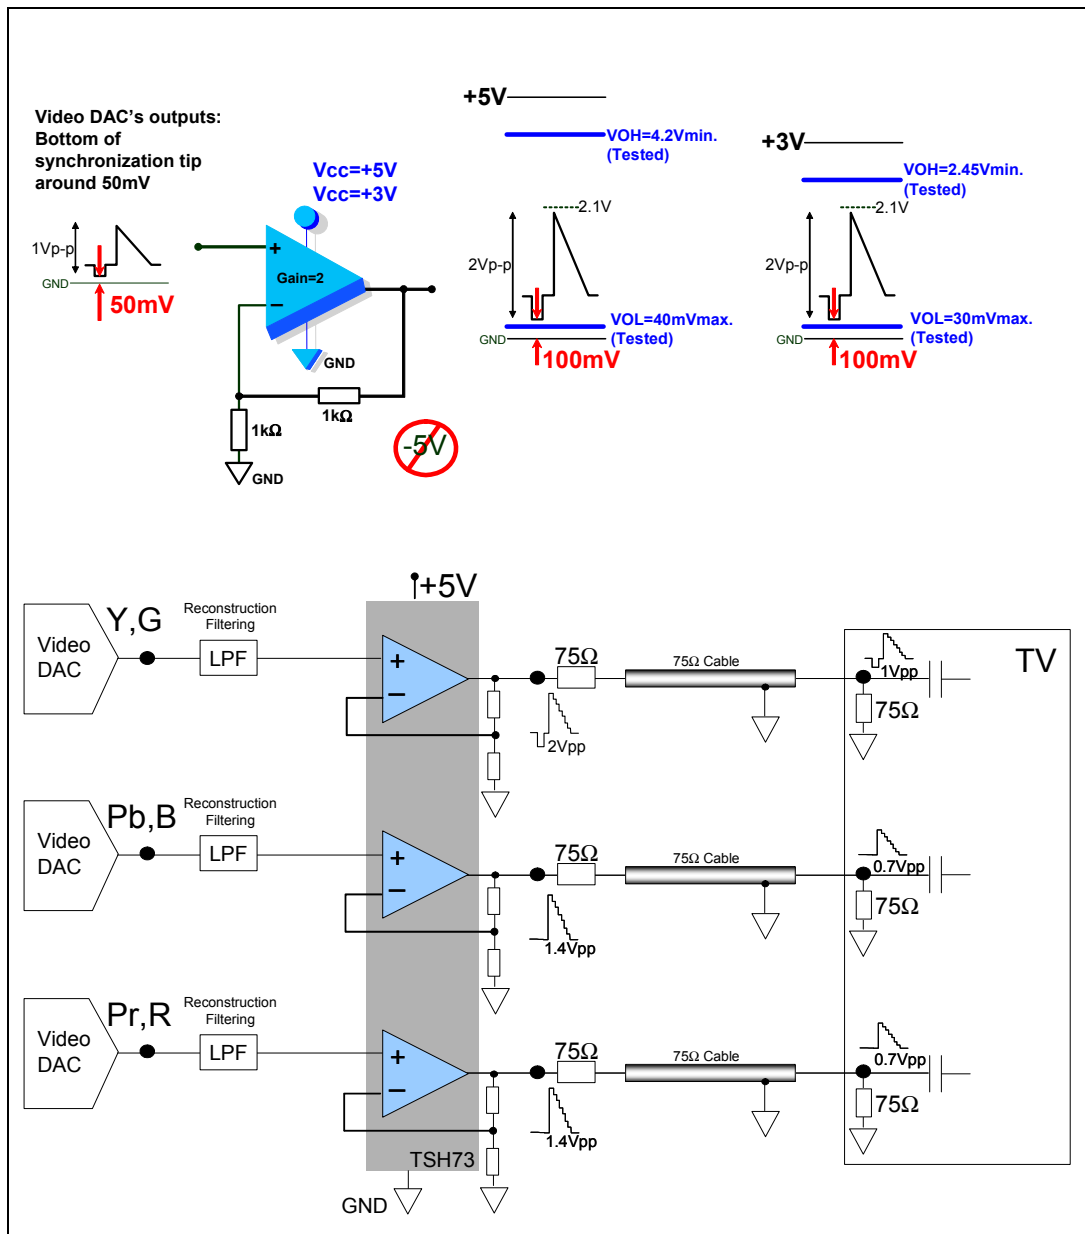 Video DAC's outputs:
Bottom of
synchronization tip
around 50mV
1Vp-p
GND
50mV
Vcc=+5V
Vcc=+3V
+
Gain=2
−
GND
1kΩ
1kΩ
GND
-5V
+5V
VOH=4.2Vmin.
(Tested)
2.1V
2Vp-p
VOL=40mVmax.
(Tested)
GND
100mV
+3V
VOH=2.45Vmin.
(Tested)
2.1V
2Vp-p
VOL=30mVmax.
(Tested)
GND
100mV
+5V
Video
DAC
Y,G
Reconstruction
Filtering
LPF
+
−
75Ω
2Vpp
75Ω Cable
TV
1Vpp
75Ω
Video
DAC
Pb,B
Reconstruction
Filtering
LPF
+
−
75Ω
1.4Vpp
75Ω Cable
0.7Vpp
75Ω
Video
DAC
Pr,R
Reconstruction
Filtering
LPF
+
−
75Ω
1.4Vpp
75Ω Cable
0.7Vpp
75Ω
TSH73
GND